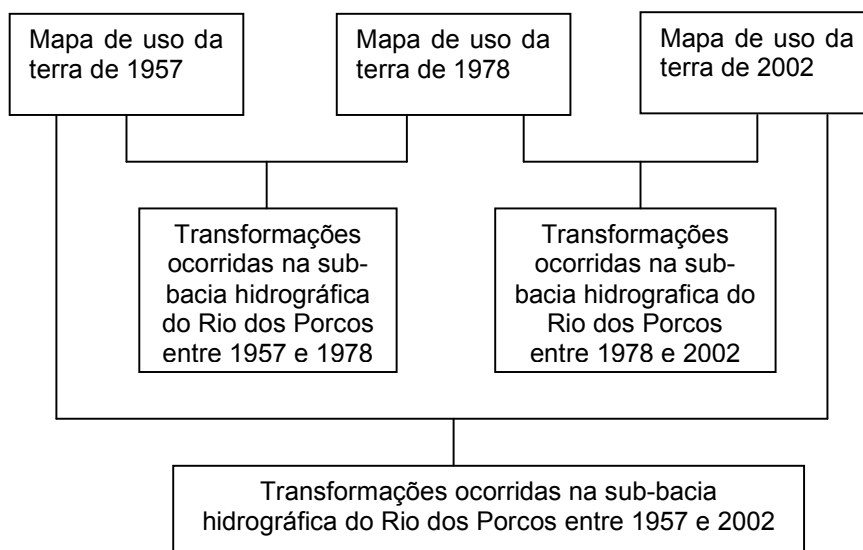 Mapa de uso da
terra de 1957
Mapa de uso da
terra de 1978
Mapa de uso da
terra de 2002
Transformações
ocorridas na sub-
bacia hidrográfica
do Rio dos Porcos
entre 1957 e 1978
Transformações
ocorridas na sub-
bacia hidrografica do
Rio dos Porcos
entre 1978 e 2002
Transformações ocorridas na sub-bacia
hidrográfica do Rio dos Porcos entre 1957 e 2002